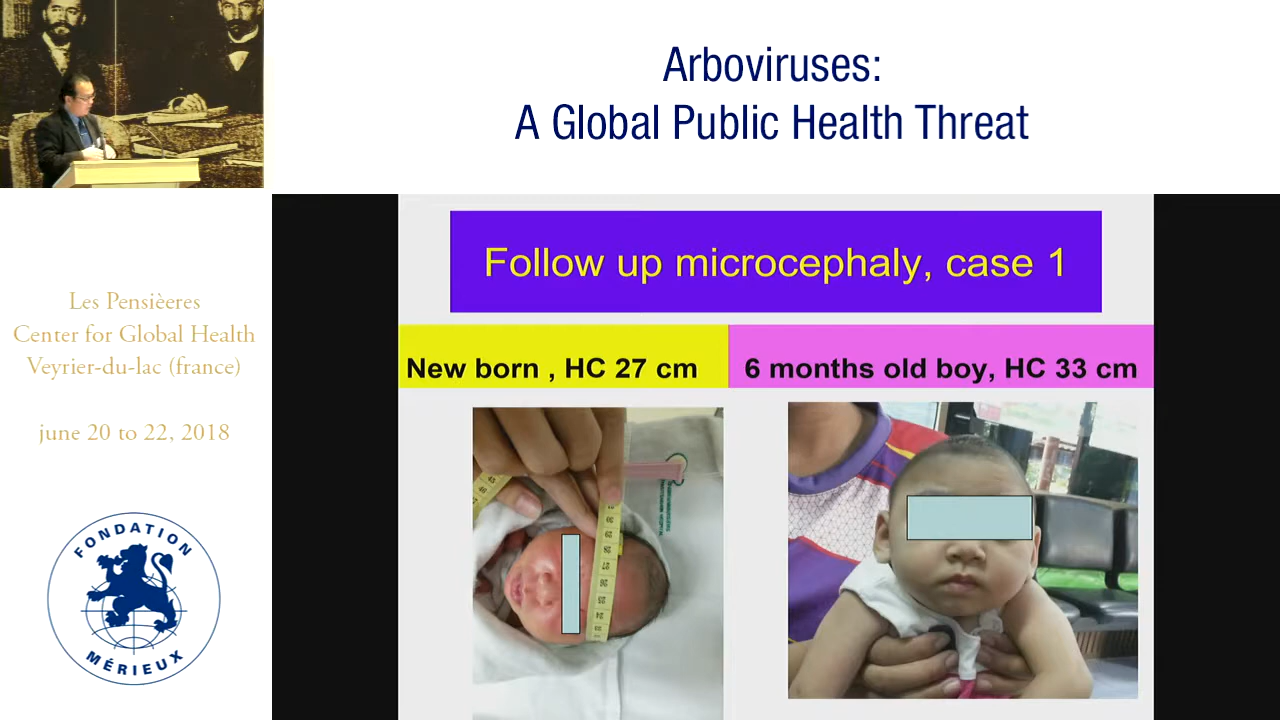 Arboviruses:
A Global Public Health Threat
Les Pensièeres
Center for Global Health
Veyrier-du-lac (france)
june 20 to 22, 2018
FONDATION
MÉRIEUX
Follow up microcephaly, case 1
New born , HC 27 cm
6 months old boy, HC 33 cm